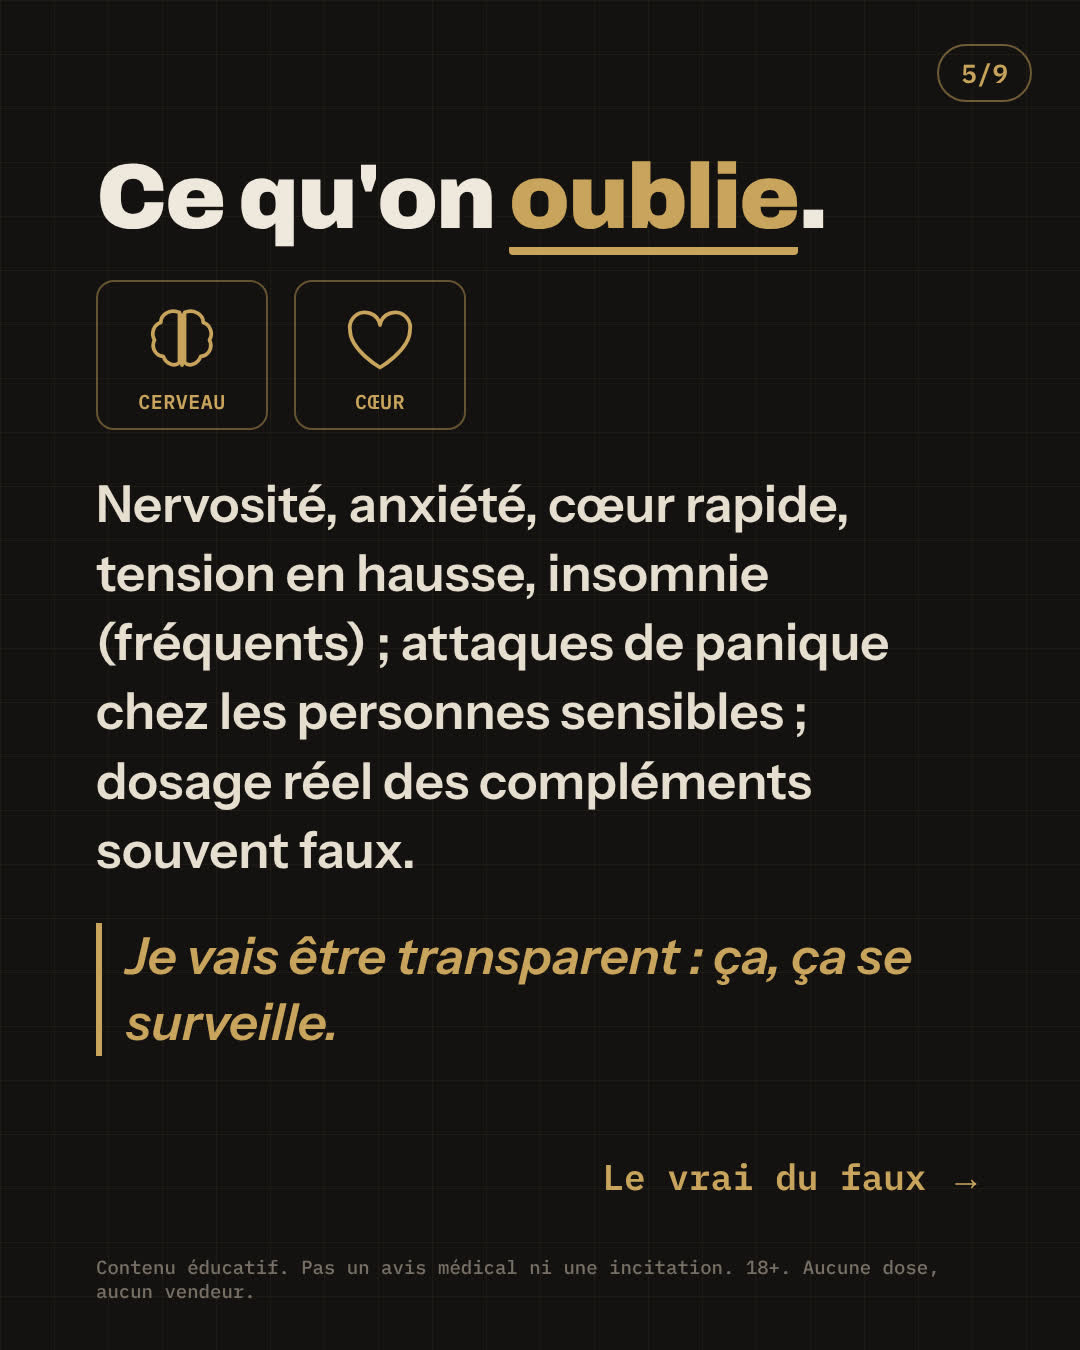 5/9
Ce qu'on oublie.
CERVEAU
CŒUR
Nervosité, anxiété, cœur rapide,
tension en hausse, insomnie
(fréquents) ; attaques de panique
chez les personnes sensibles ;
dosage réel des compléments
souvent faux.
Je vais être transparent : ça, ça se
surveille.
Le vrai du faux →
Contenu éducatif. Pas un avis médical ni une incitation. 18+. Aucune dose,
aucun vendeur.